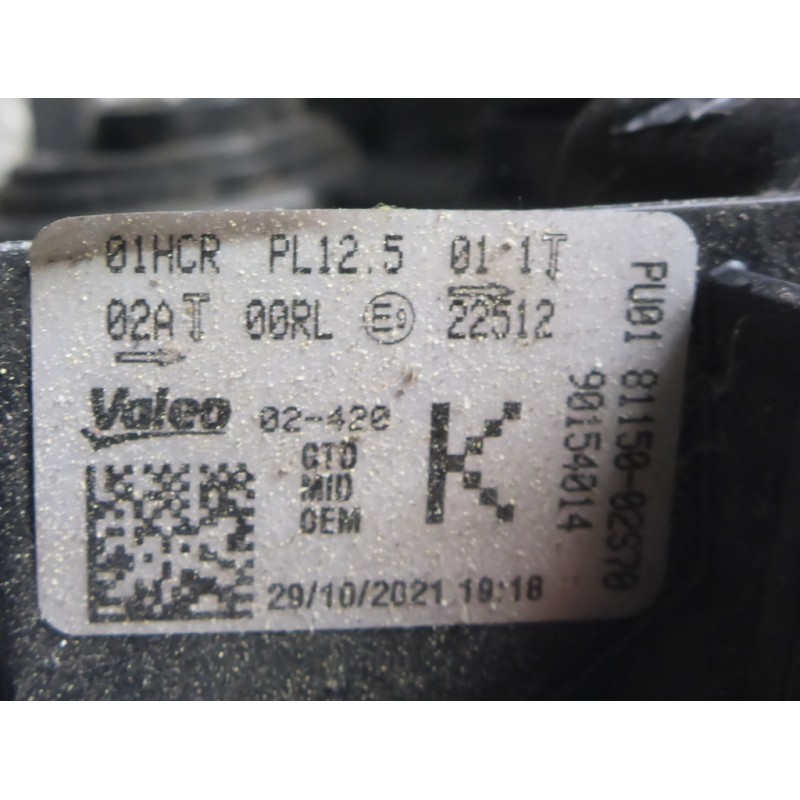 01HCR PL12.5 01 1T
02AT 00RL E9 22512
Valeo 02-420 K
CTD
MID
OEM
29/10/2021 19:18
PU01 81150-02S70
90154014